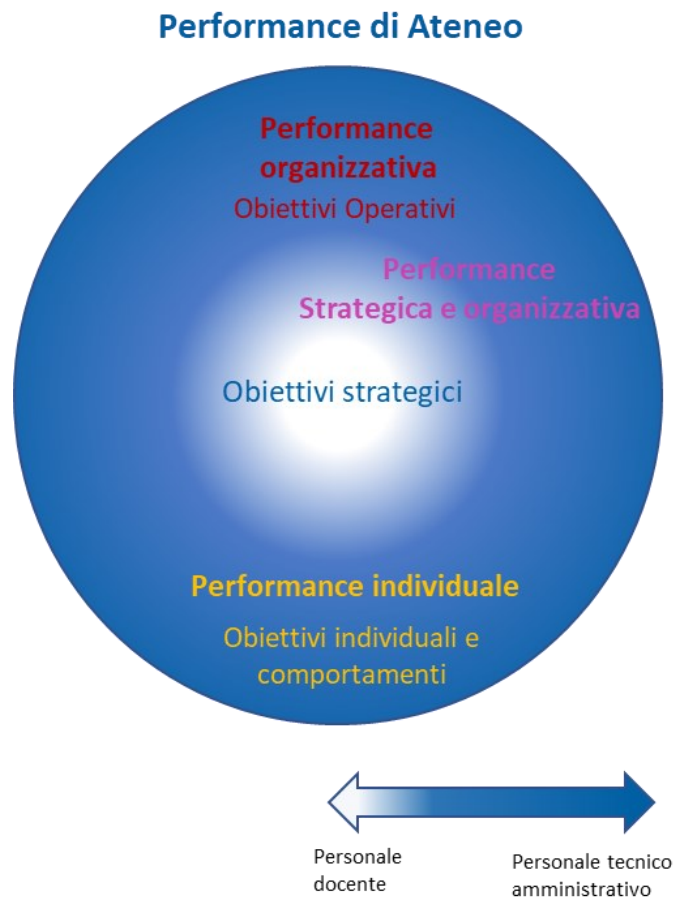 Performance di Ateneo
Performance
organizzativa
Obiettivi Operativi
Performance
Strategica e organizzativa
Obiettivi strategici
Performance individuale
Obiettivi individuali e
comportamenti
Personale
docente
Personale tecnico
amministrativo